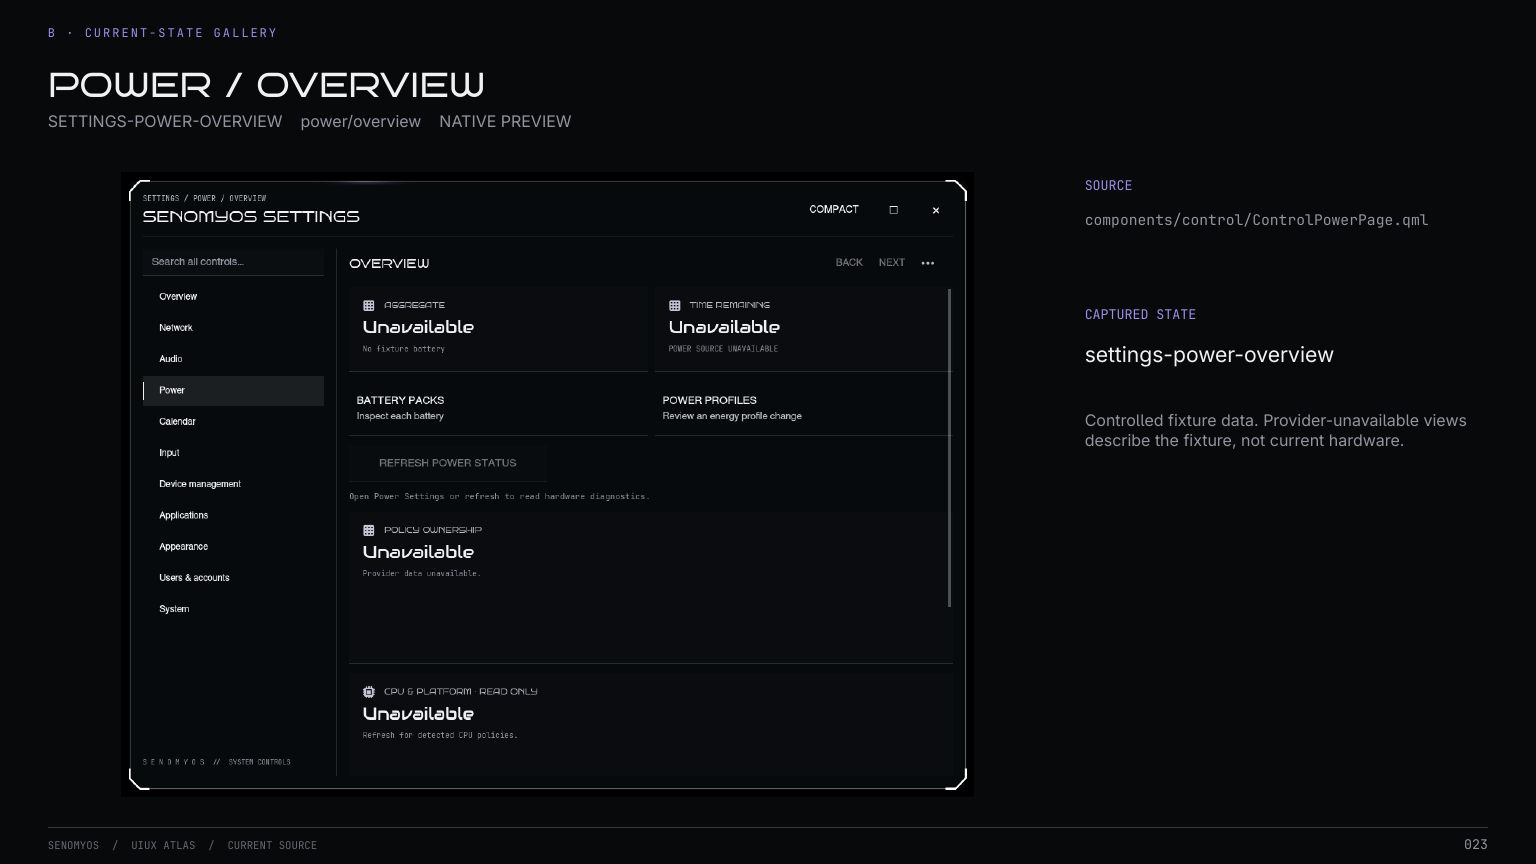 B · CURRENT-STATE GALLERY
POWER / OVERVIEW
SETTINGS-POWER-OVERVIEW power/overview NATIVE PREVIEW
SETTINGS / POWER / OVERVIEW
SENOMYOS SETTINGS
COMPACT
Search all controls...
Overview
Network
Audio
Power
Calendar
Input
Device management
Applications
Appearance
Users & accounts
System
SENOMYOS // SYSTEM CONTROLS
OVERVIEW
BACK NEXT
AGGREGATE
Unavailable
No fixture battery
TIME REMAINING
Unavailable
POWER SOURCE UNAVAILABLE
BATTERY PACKS
Inspect each battery
POWER PROFILES
Review an energy profile change
REFRESH POWER STATUS
Open Power Settings or refresh to read hardware diagnostics.
POLICY OWNERSHIP
Unavailable
Provider data unavailable.
CPU & PLATFORM · READ ONLY
Unavailable
Refresh for detected CPU policies.
SOURCE
components/control/ControlPowerPage.qml
CAPTURED STATE
settings-power-overview
Controlled fixture data. Provider-unavailable views
describe the fixture, not current hardware.
SENOMYOS / UIUX ATLAS / CURRENT SOURCE
023